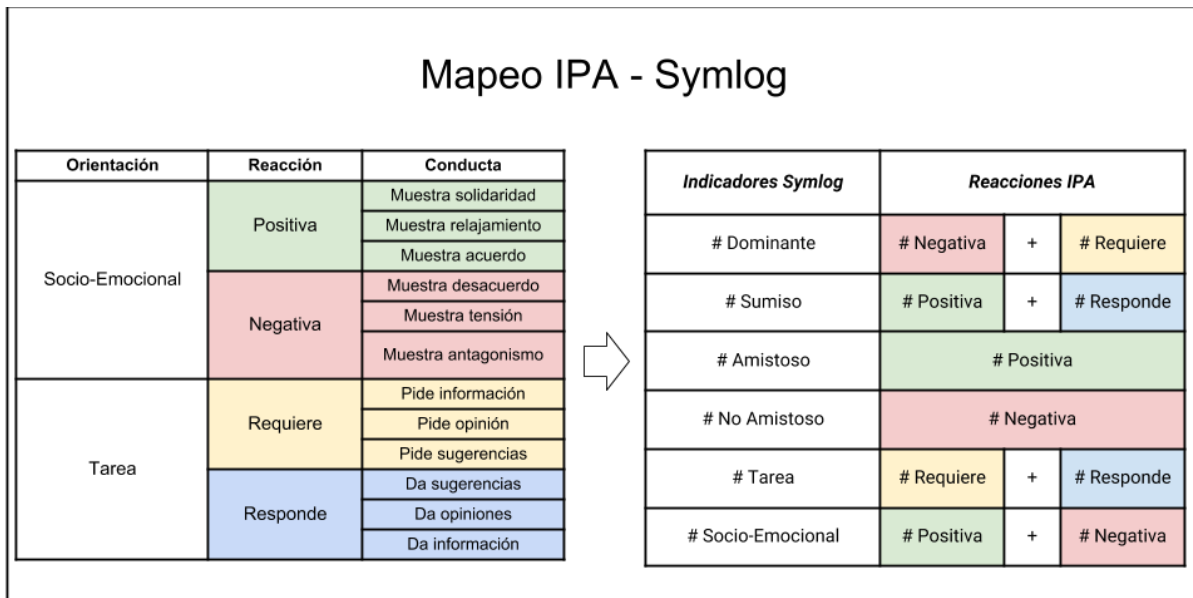 Mapeo IPA - Symlog
Orientación Reacción Conducta
Socio-Emocional
Positiva
Muestra solidaridad
Muestra relajamiento
Muestra acuerdo
Negativa
Muestra desacuerdo
Muestra tensión
Muestra antagonismo
Tarea
Requiere
Pide información
Pide opinión
Pide sugerencias
Responde
Da sugerencias
Da opiniones
Da información
Indicadores Symlog Reacciones IPA
# Dominante # Negativa + # Requiere
# Sumiso # Positiva + # Responde
# Amistoso # Positiva
# No Amistoso # Negativa
# Tarea # Requiere + # Responde
# Socio-Emocional # Positiva + # Negativa